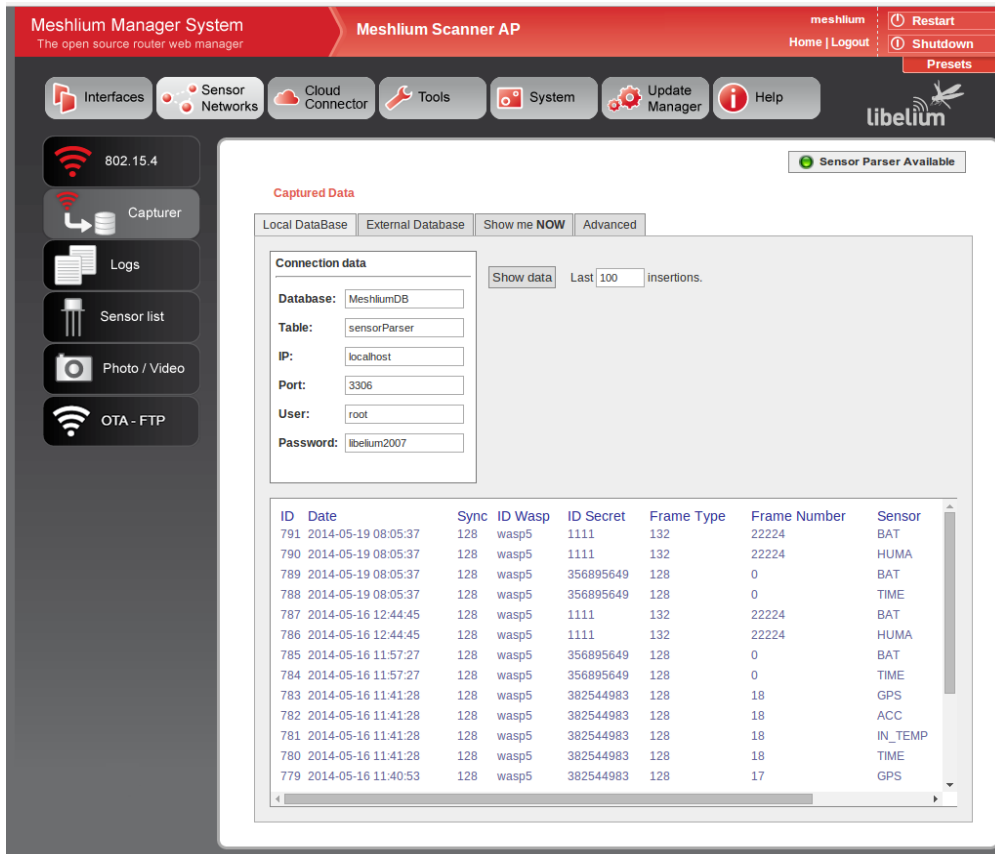 Meshlium Manager System
The open source router web manager
Meshlium Scanner AP
meshlium
Home | Logout
Restart
Shutdown
Presets
Interfaces
Sensor Networks
Cloud Connector
Tools
System
Update Manager
Help
libelium
802.15.4
Capturer
Logs
Sensor list
Photo / Video
OTA - FTP
Sensor Parser Available
Captured Data
Local DataBase External Database Show me NOW Advanced
Connection data
Database: MeshliumDB
Table: sensorParser
IP: localhost
Port: 3306
User: root
Password: libelium2007
Show data Last 100 insertions.
ID Date Sync ID Wasp ID Secret Frame Type Frame Number Sensor
791 2014-05-19 08:05:37 128 wasp5 1111 132 22224 BAT
790 2014-05-19 08:05:37 128 wasp5 1111 132 22224 HUMA
789 2014-05-19 08:05:37 128 wasp5 356895649 128 0 BAT
788 2014-05-19 08:05:37 128 wasp5 356895649 128 0 TIME
787 2014-05-16 12:44:45 128 wasp5 1111 132 22224 BAT
786 2014-05-16 12:44:45 128 wasp5 1111 132 22224 HUMA
785 2014-05-16 11:57:27 128 wasp5 356895649 128 0 BAT
784 2014-05-16 11:57:27 128 wasp5 356895649 128 0 TIME
783 2014-05-16 11:41:28 128 wasp5 382544983 128 18 GPS
782 2014-05-16 11:41:28 128 wasp5 382544983 128 18 ACC
781 2014-05-16 11:41:28 128 wasp5 382544983 128 18 IN_TEMP
780 2014-05-16 11:41:28 128 wasp5 382544983 128 18 TIME
779 2014-05-16 11:40:53 128 wasp5 382544983 128 17 GPS